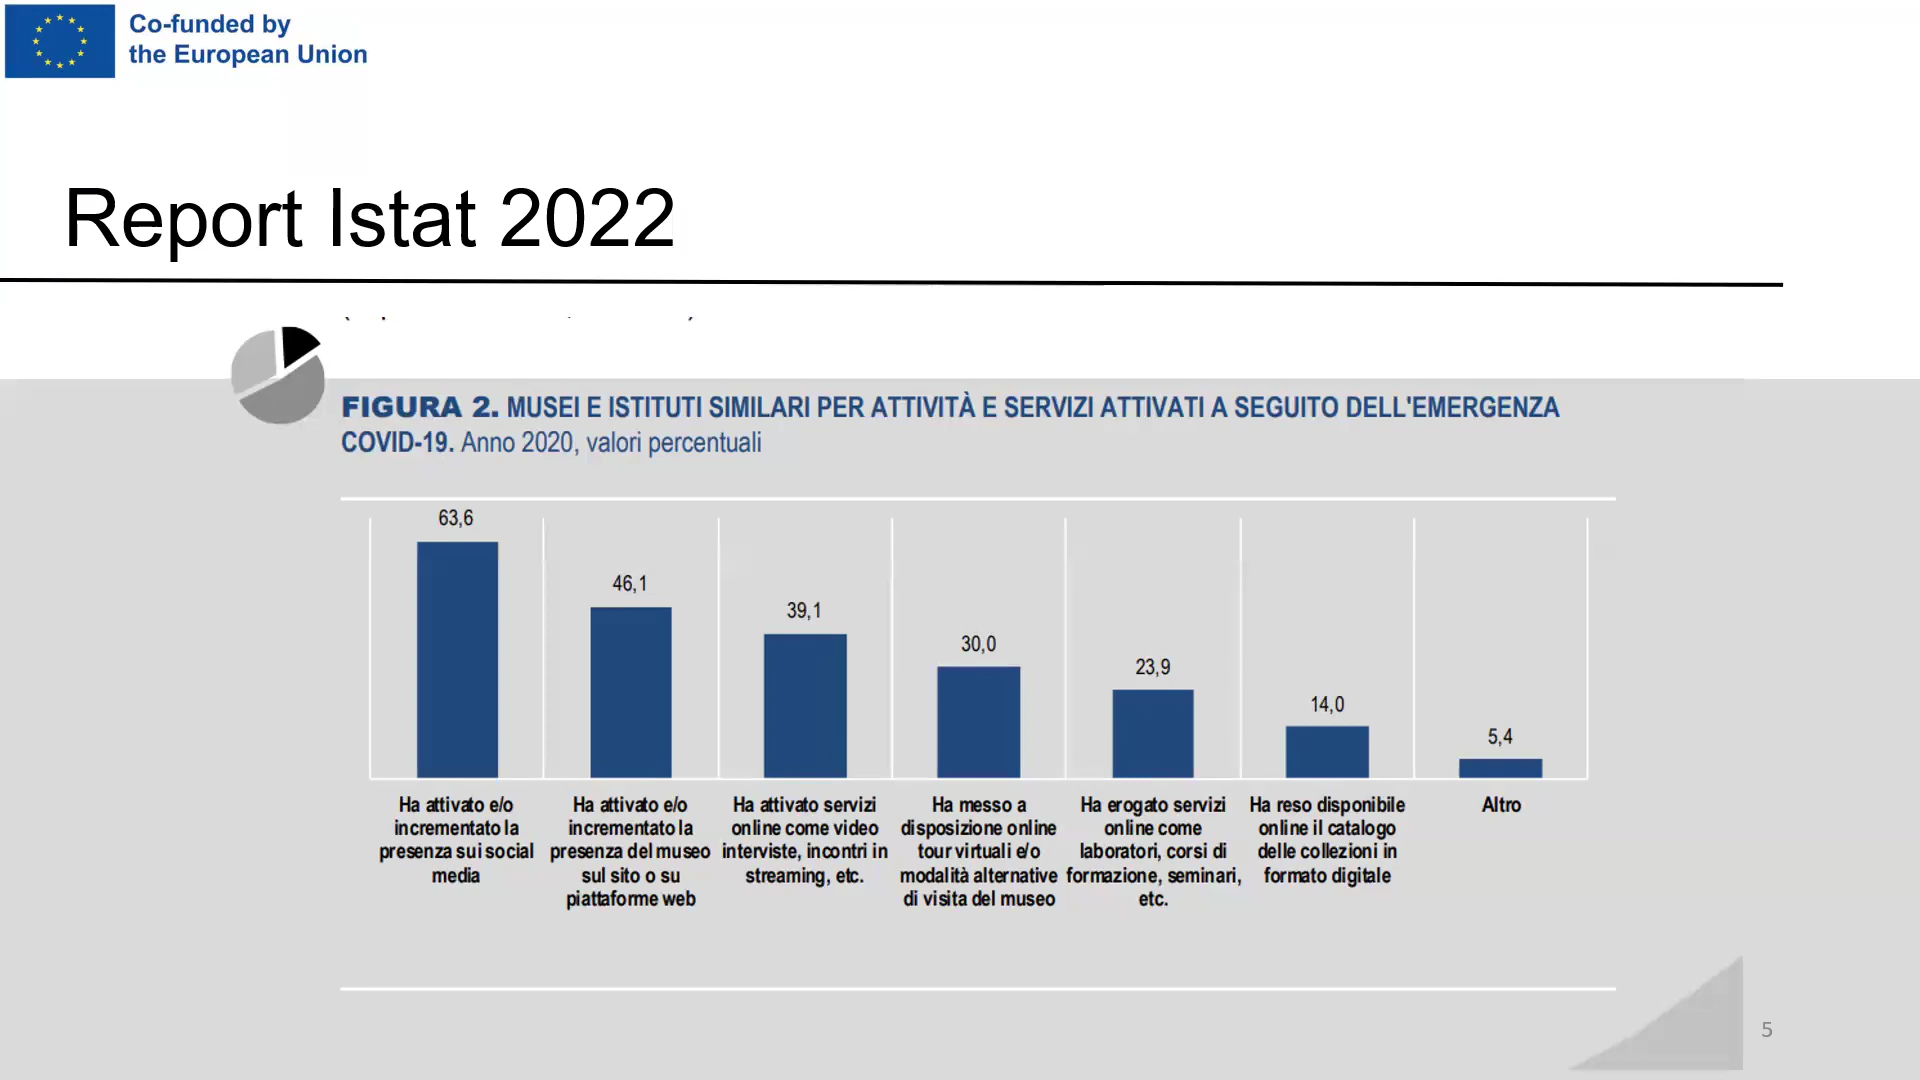 Co-funded by
the European Union
Report Istat 2022
FIGURA 2. MUSEI E ISTITUTI SIMILARI PER ATTIVITÀ E SERVIZI ATTIVATI A SEGUITO DELL'EMERGENZA
COVID-19. Anno 2020, valori percentuali
63,6
46,1
39,1
30,0
23,9
14,0
5,4
Ha attivato e/o
incrementato la
presenza sui social
media
Ha attivato e/o
incrementato la
presenza del museo
sul sito o su
piattaforme web
Ha attivato servizi
online come video
interviste, incontri in
streaming, etc.
Ha messo a
disposizione online
tour virtuali e/o
modalità alternative
di visita del museo
Ha erogato servizi
online come
laboratori, corsi di
formazione, seminari,
etc.
Ha reso disponibile
online il catalogo
delle collezioni in
formato digitale
Altro
5